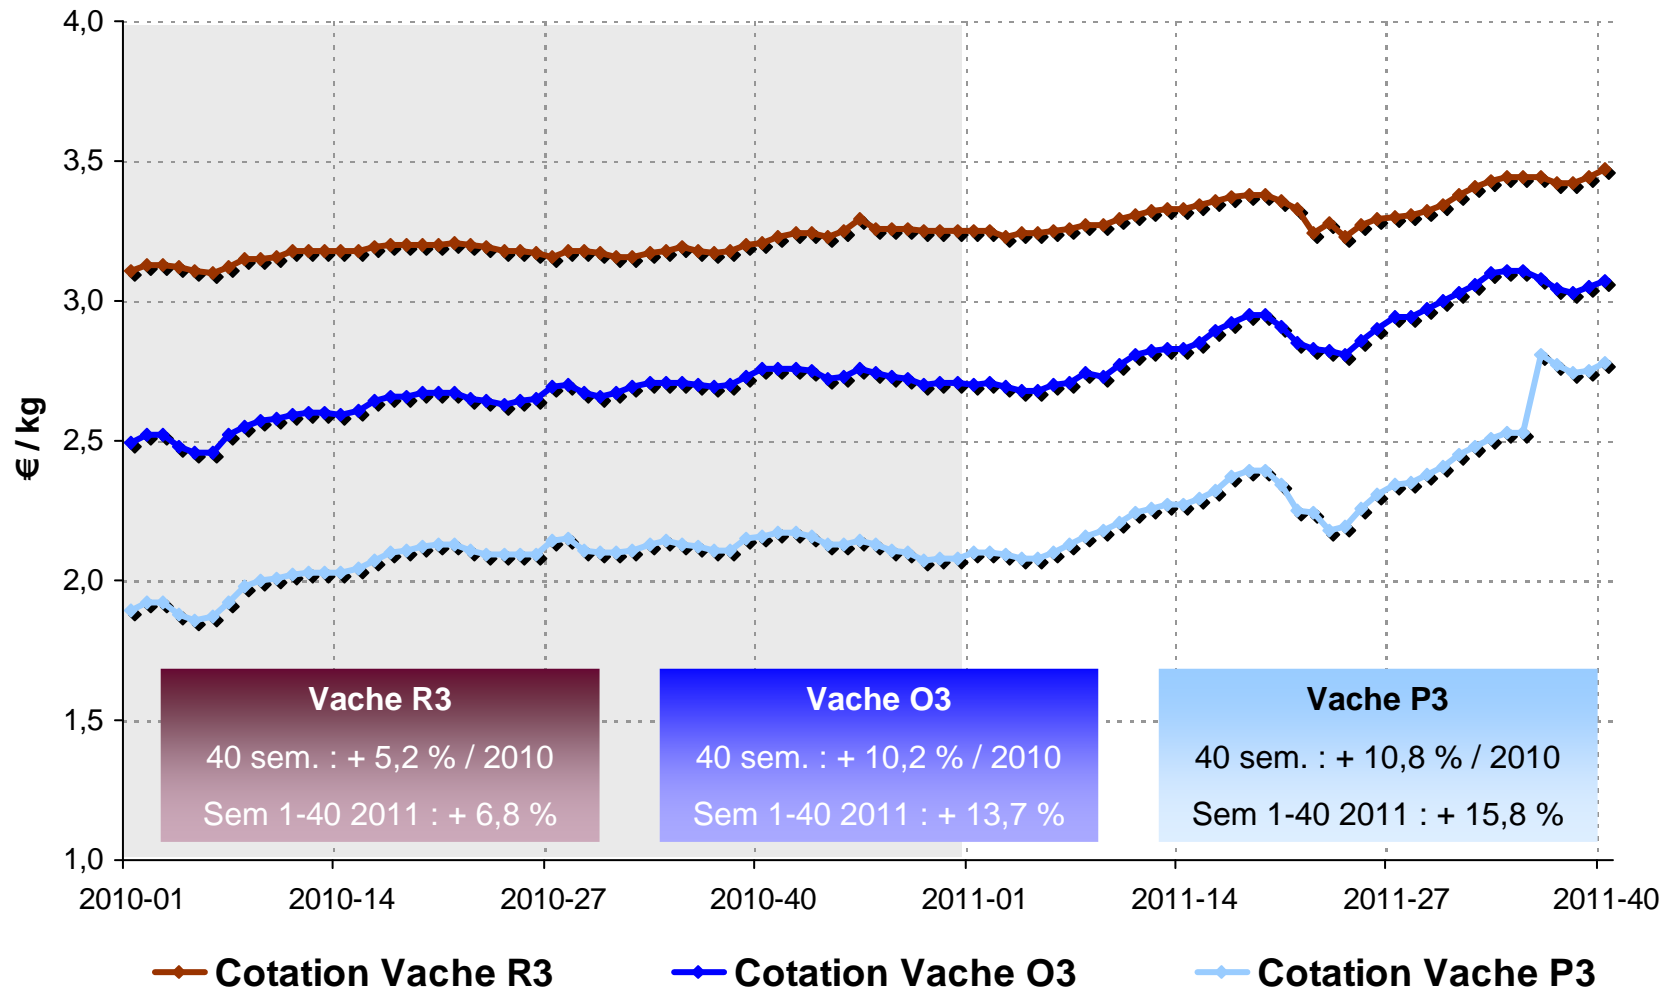 4,0
3,5
3,0
2,5
2,0
1,5
1,0
€ / kg
Vache R3
40 sem. : + 5,2 % / 2010
Sem 1-40 2011 : + 6,8 %
Vache O3
40 sem. : + 10,2 % / 2010
Sem 1-40 2011 : + 13,7 %
Vache P3
40 sem. : + 10,8 % / 2010
Sem 1-40 2011 : + 15,8 %
2010-01 2010-14 2010-27 2010-40 2011-01 2011-14 2011-27 2011-40
Cotation Vache R3 Cotation Vache O3 Cotation Vache P3